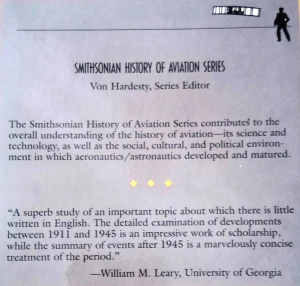 SMITHSONIAN HISTORY OF AVIATION SERIES
Von Hardesty, Series Editor
The Smithsonian History of Aviation Series contributes to the
overall understanding of the history of aviation—its science and
technology, as well as the social, cultural, and political environ-
ment in which aeronautics/astronautics developed and matured.
“A superb study of an important topic about which there is little
written in English. The detailed examination of developments
between 1911 and 1945 is an impressive work of scholarship,
while the summary of events after 1945 is a marvelously concise
treatment of the period.”
—William M. Leary, University of Georgia